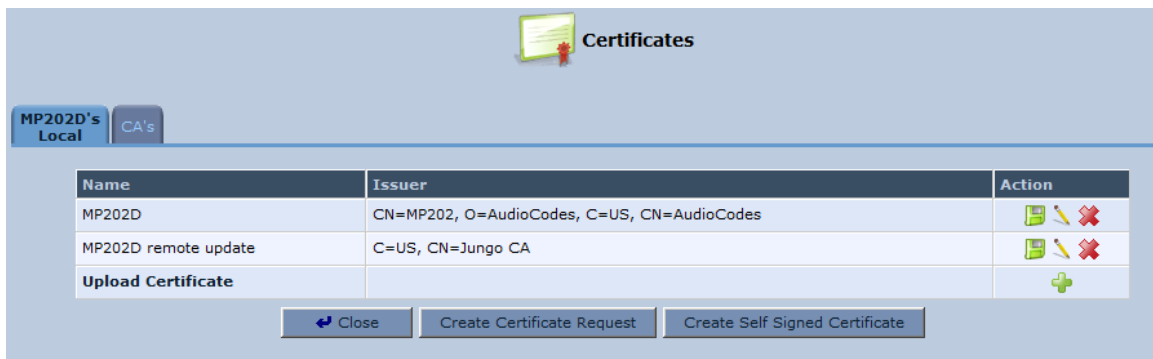 Certificates
MP202D's
Local
CA's
Name Issuer Action
MP202D CN=MP202, O=AudioCodes, C=US, CN=AudioCodes
MP202D remote update C=US, CN=Jungo CA
Upload Certificate
Close Create Certificate Request Create Self Signed Certificate